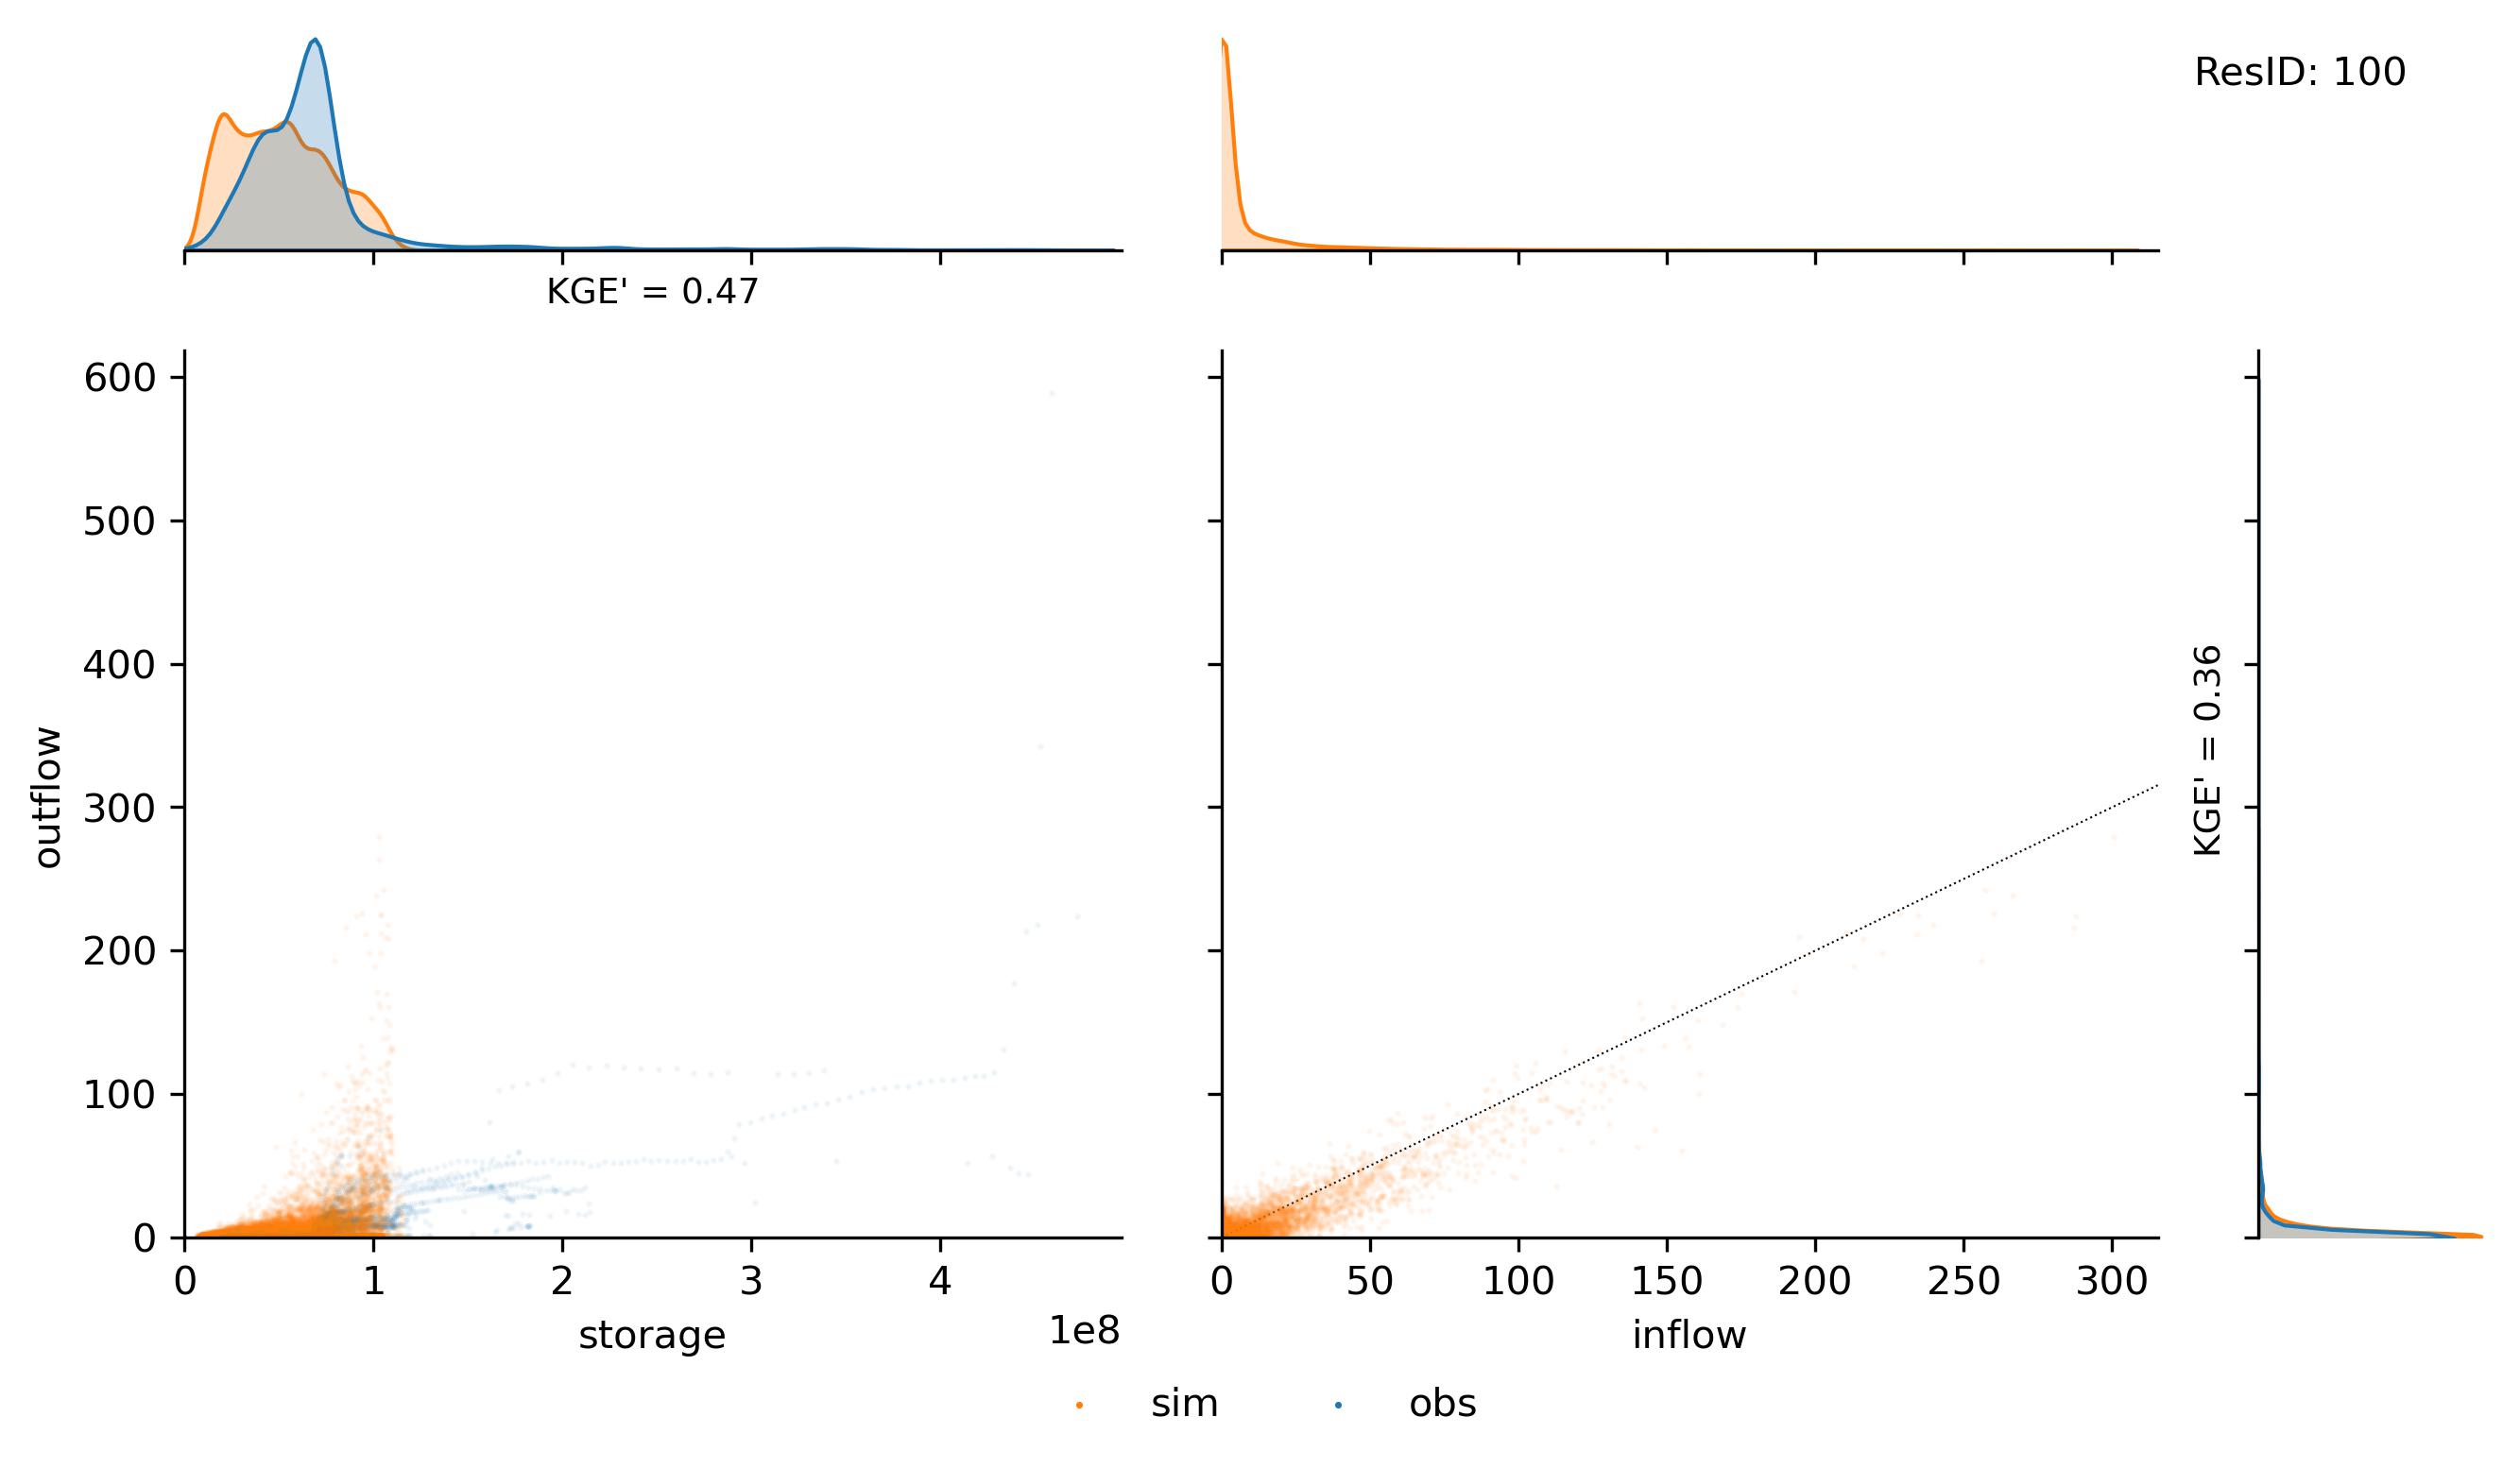 ResID: 100
KGE' = 0.47
600
500
400
300
200
100
0
outflow
KGE' = 0.36
0 1 2 3 4
0 50 100 150 200 250 300
storage
1e8
inflow
sim obs